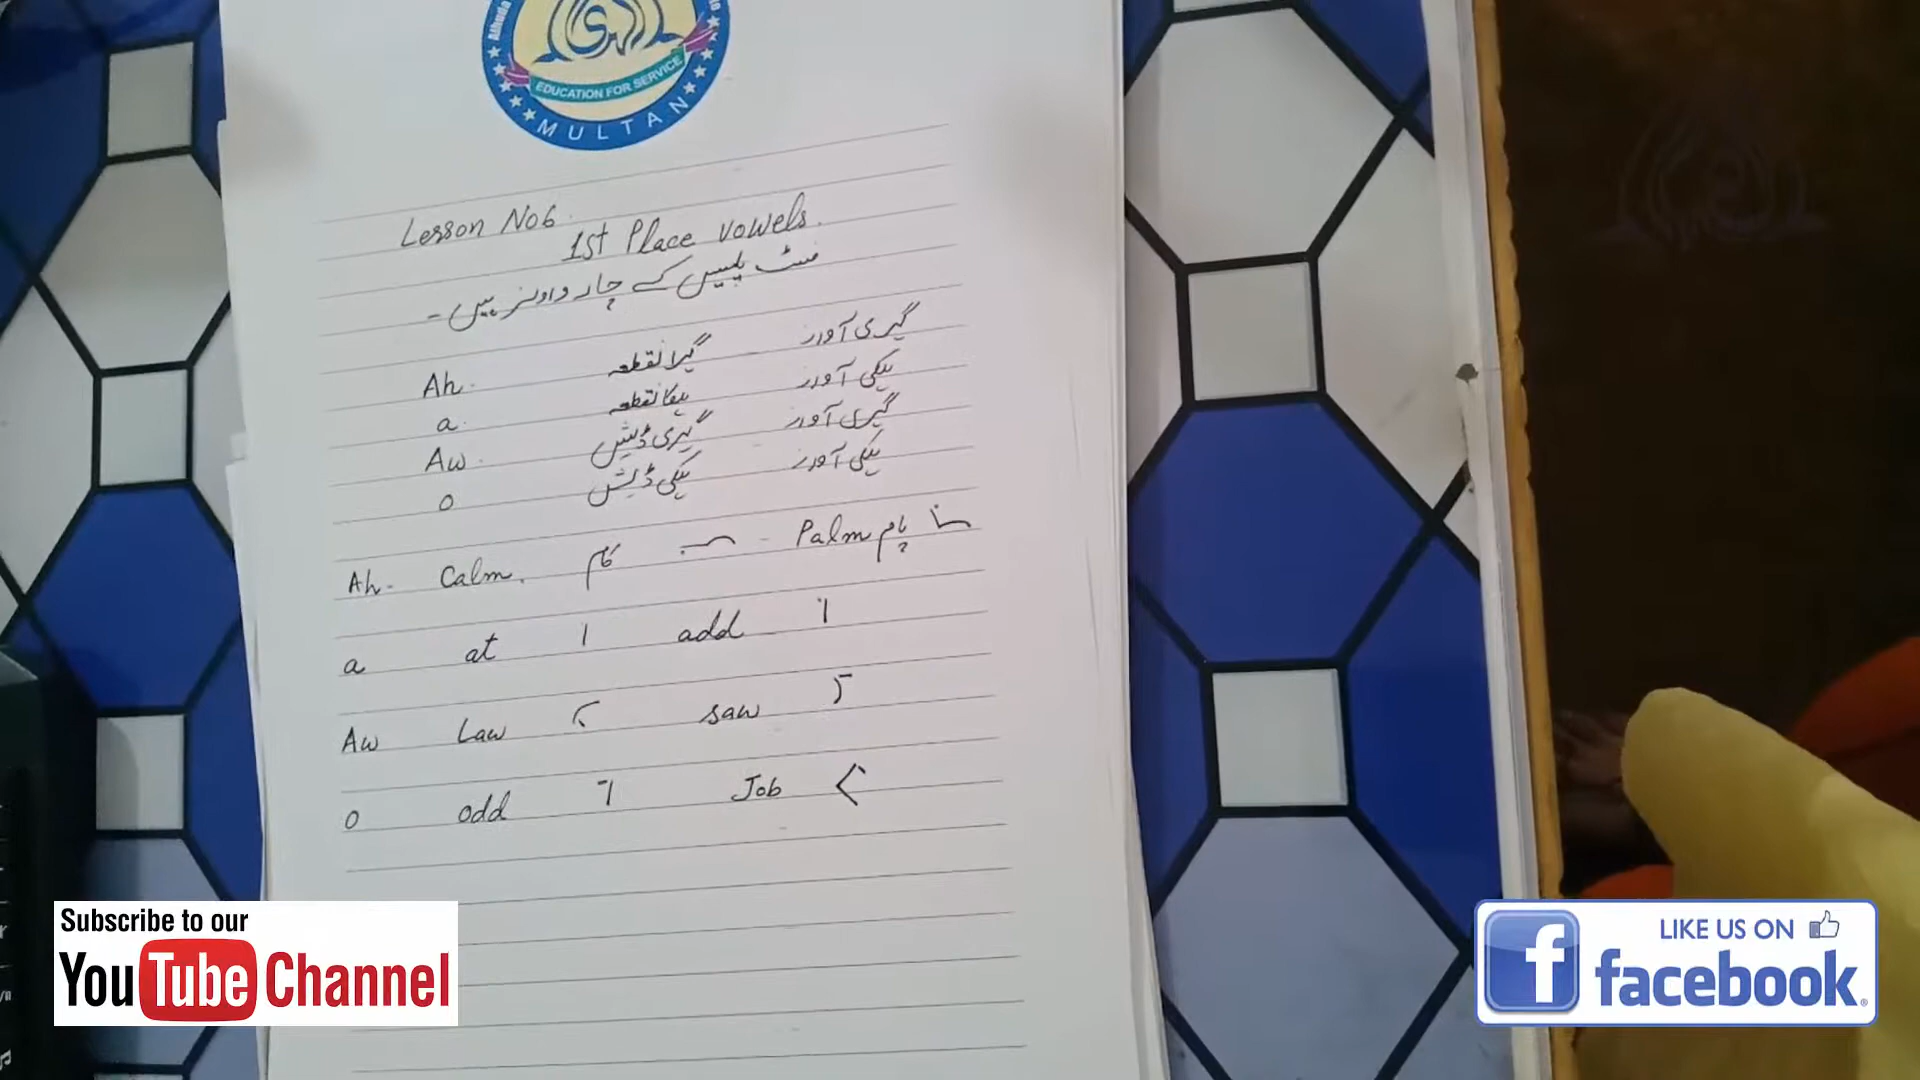 Alhuda
EDUCATION FOR SERVICE
MULTAN
Lesson No6.
1st Place vowels.
فسٹ پلیس کے چار واولز ہیں۔
Ah. گہرا نقطہ گہری آواز
a. ہلکا نقطہ ہلکی آواز
Aw. گہری ڈیش گہری آواز
o ہلکی ڈیش ہلکی آواز
Ah- Calm. کام - Palm پام
a at add
Aw Law saw
o odd Job
Subscribe to our
YouTube Channel
LIKE US ON
facebook